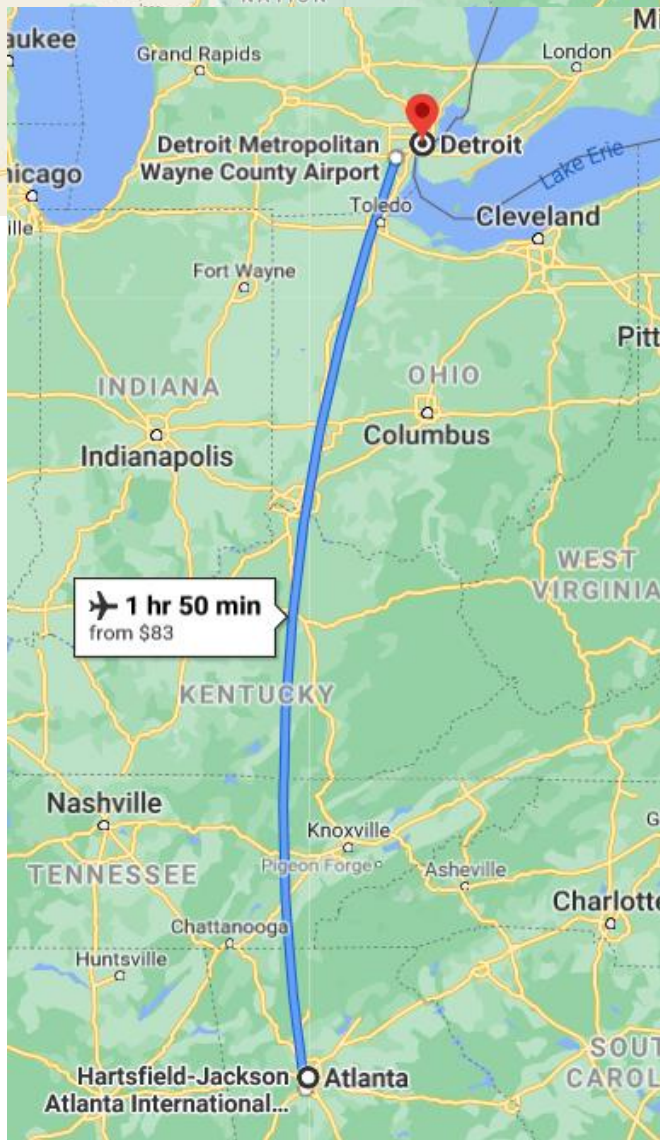 Mi
aukee
Grand Rapids
London
Detroit Metropolitan
Wayne County Airport
Detroit
Lake Erie
hicago
ille
Toledo
Cleveland
Fort Wayne
Pitt
INDIANA
OHIO
Columbus
Indianapolis
WEST
VIRGINIA
1 hr 50 min
from $83
KENTUCKY
Nashville
Knoxville
G
Pigeon Forge
Asheville
TENNESSEE
Charlotte
Chattanooga
Huntsville
SOUT
CAROL
Hartsfield-Jackson
Atlanta International...
Atlanta